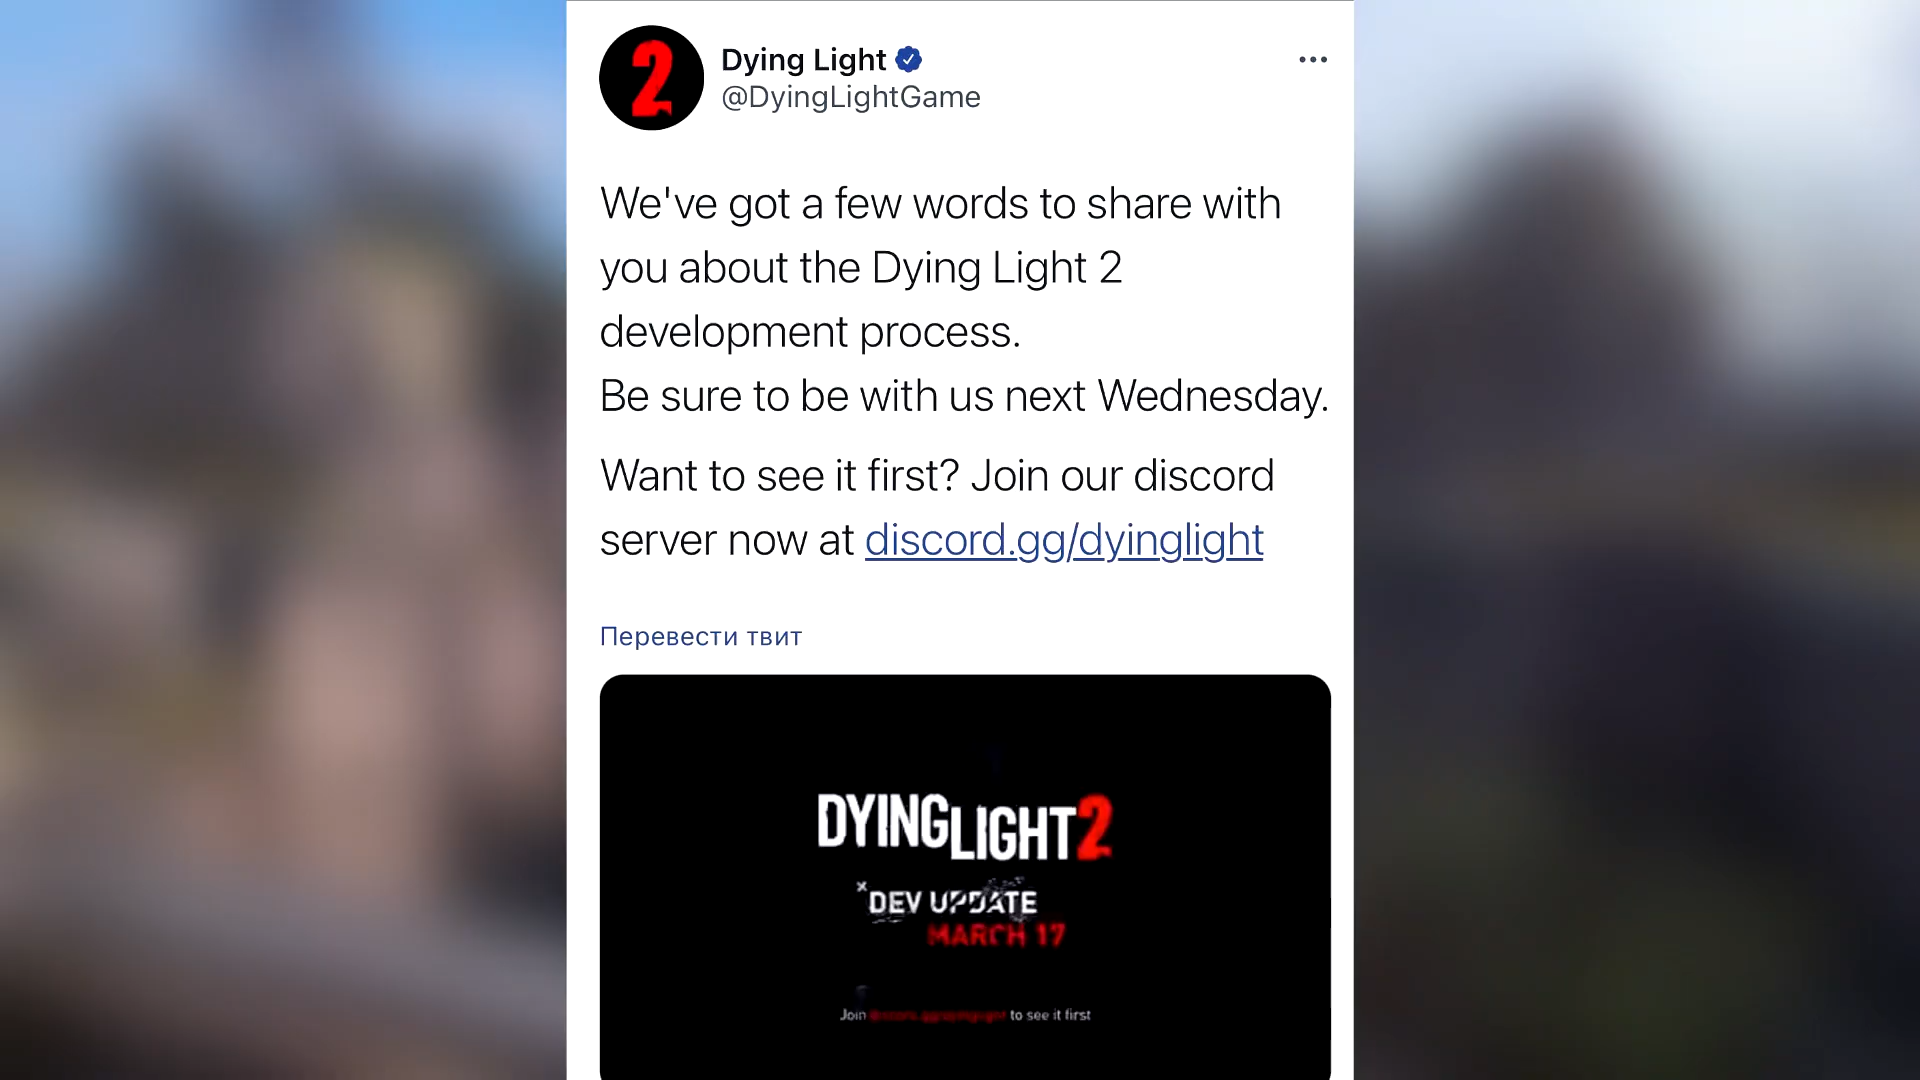 Dying Light
@DyingLightGame
We've got a few words to share with
you about the Dying Light 2
development process.
Be sure to be with us next Wednesday.
Want to see it first? Join our discord
server now at discord.gg/dyinglight
Перевести твит
DYING LIGHT 2
DEV UPDATE
MARCH 17
Join to see it first